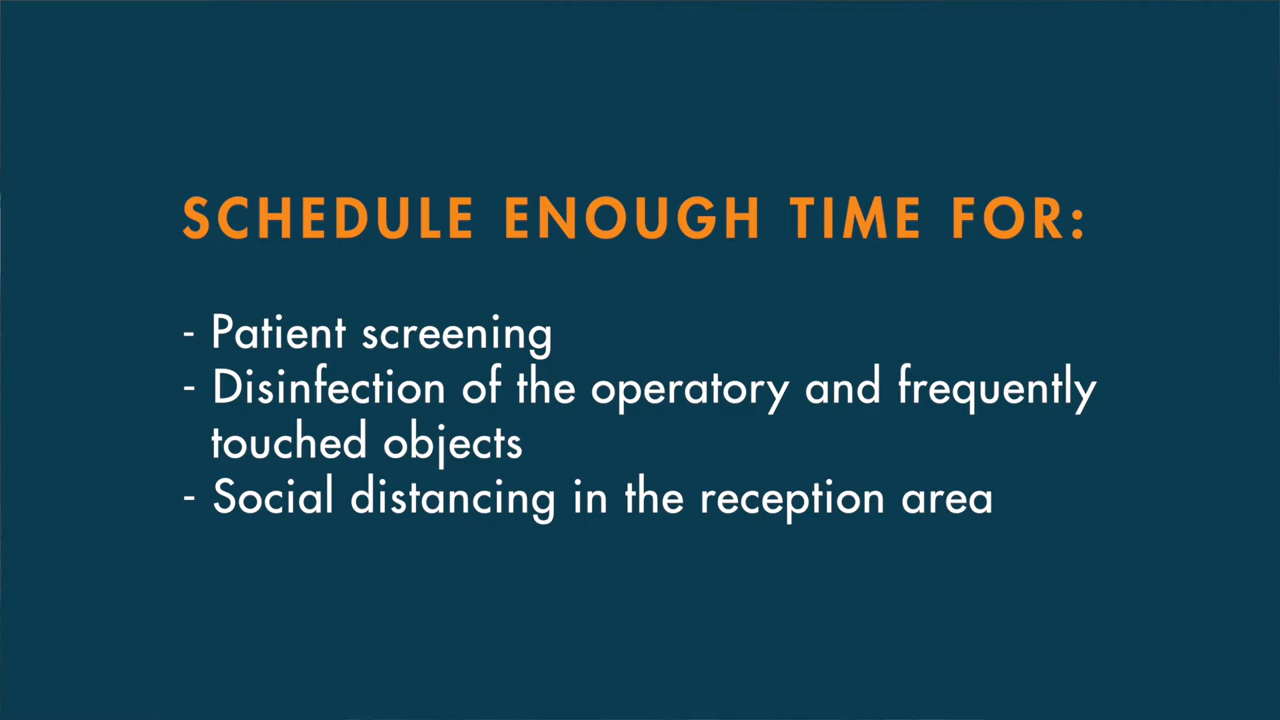 SCHEDULE ENOUGH TIME FOR:
- Patient screening
- Disinfection of the operatory and frequently
touched objects
- Social distancing in the reception area